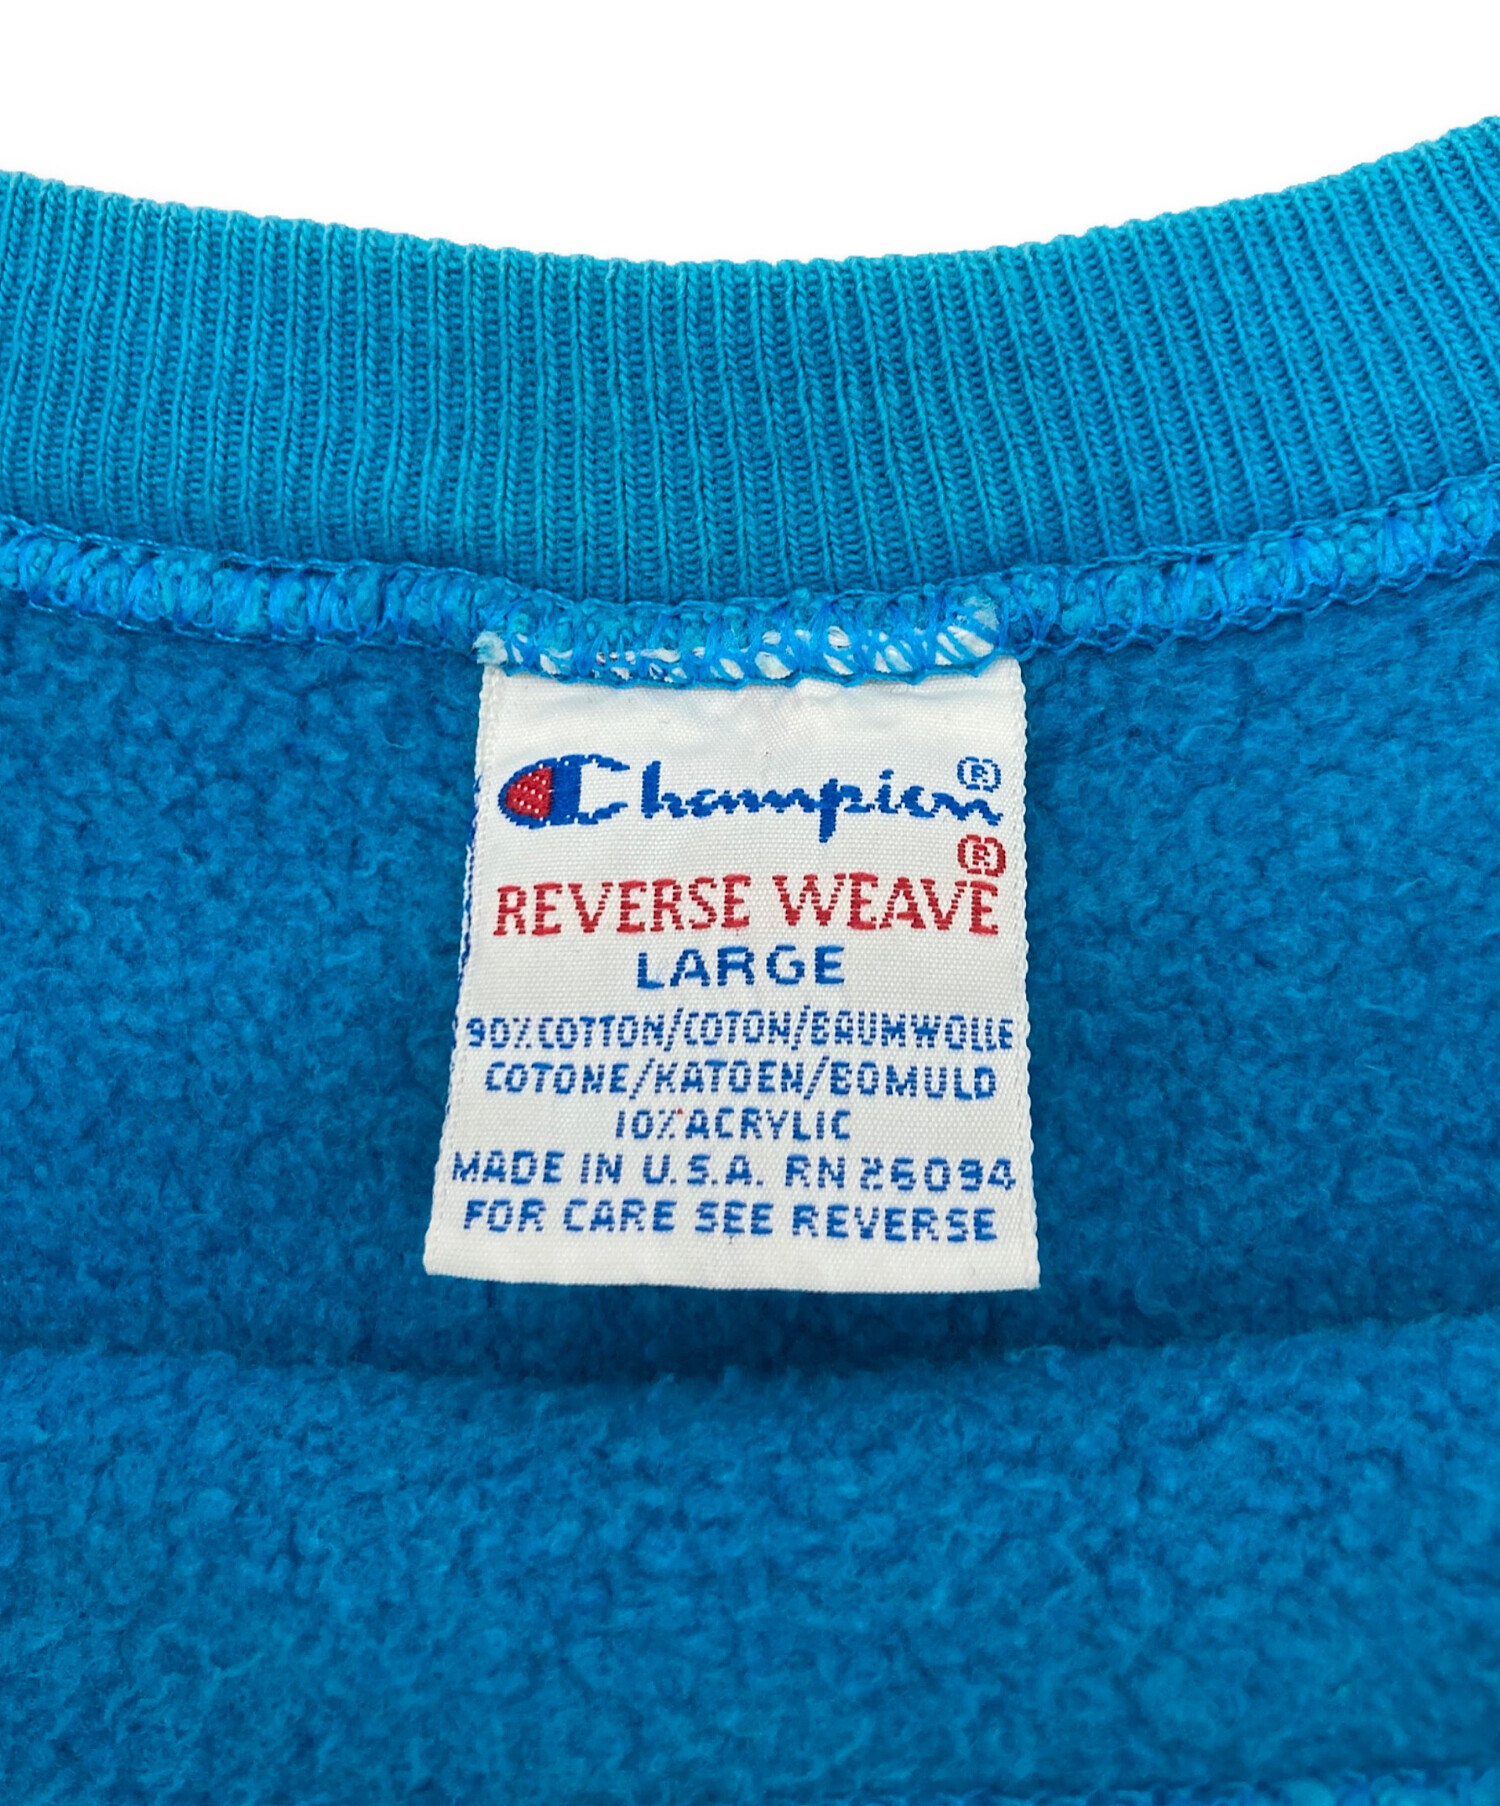 Champion®
REVERSE WEAVE®
LARGE
90% COTTON/COTON/BAUMWOLLE
COTONE/KATOEN/BOMULD
10% ACRYLIC
MADE IN U.S.A. RN 26094
FOR CARE SEE REVERSE